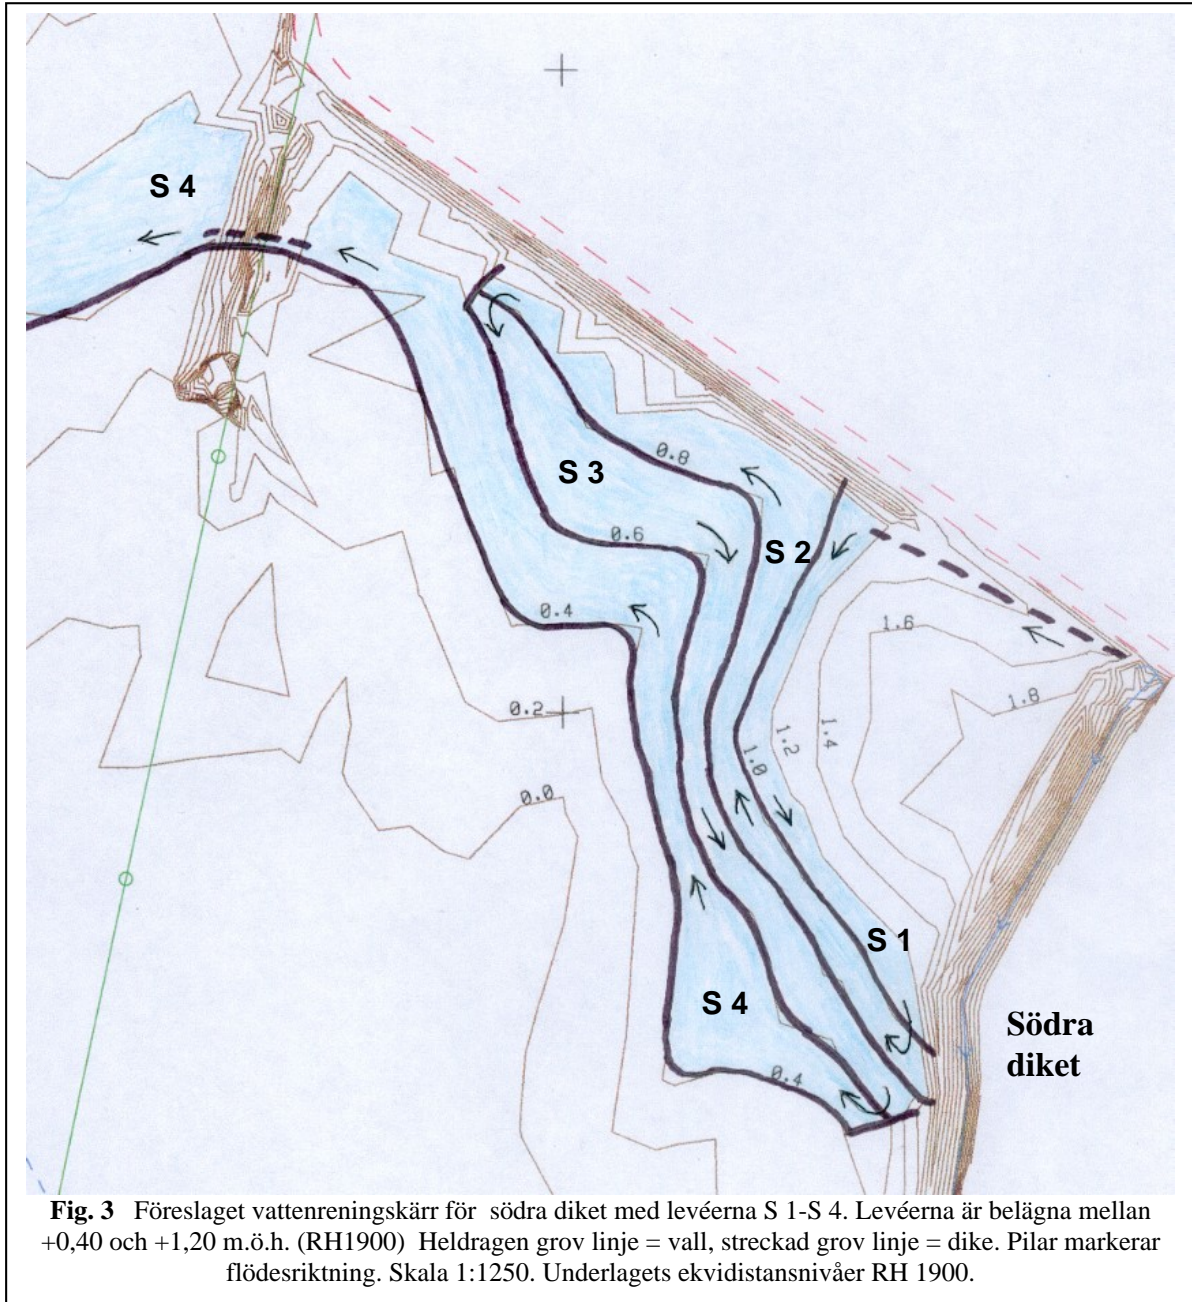 S 4
S 3
0.8
S 2
0.6
0.4
1.6
1.8
0.2
1.4
1.2
1.0
0.0
S 1
S 4
Södra
diket
0.4
Fig. 3 Föreslaget vattenreningskärr för södra diket med levéerna S 1-S 4. Levéerna är belägna mellan
+0,40 och +1,20 m.ö.h. (RH1900) Heldragen grov linje = vall, streckad grov linje = dike. Pilar markerar
flödesriktning. Skala 1:1250. Underlagets ekvidistansnivåer RH 1900.